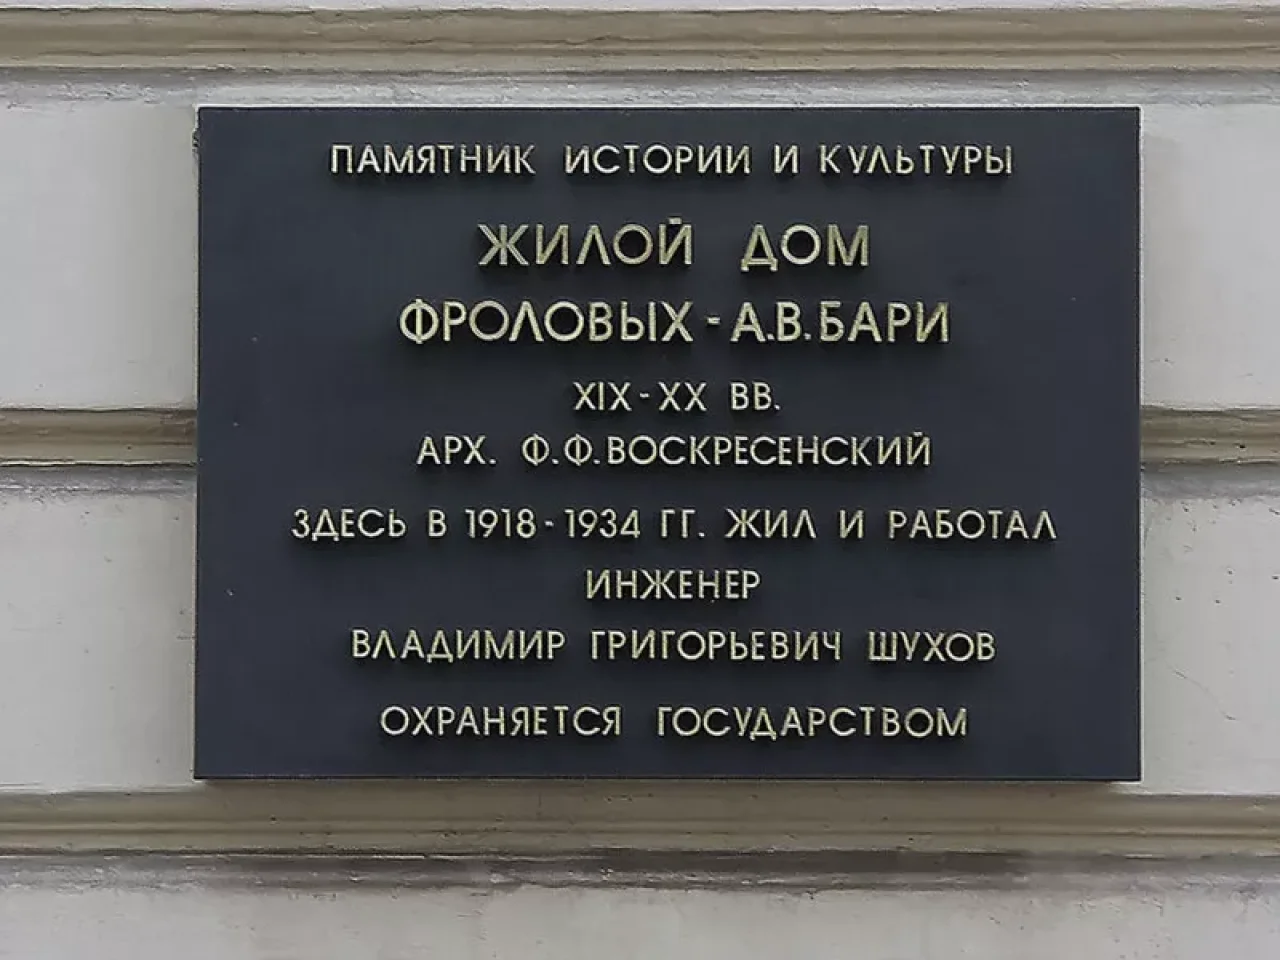 ПАМЯТНИК ИСТОРИИ И КУЛЬТУРЫ
ЖИЛОЙ ДОМ
ФРОЛОВЫХ - А.В.БАРИ
XIX - XX ВВ.
АРХ. Ф.Ф.ВОСКРЕСЕНСКИЙ
ЗДЕСЬ В 1918 - 1934 ГГ. ЖИЛ И РАБОТАЛ
ИНЖЕНЕР
ВЛАДИМИР ГРИГОРЬЕВИЧ ШУХОВ
ОХРАНЯЕТСЯ ГОСУДАРСТВОМ